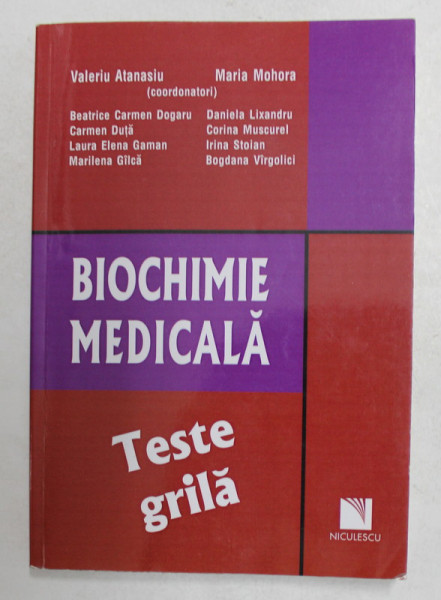 Valeriu Atanasiu Maria Mohora
(coordonatori)
Beatrice Carmen Dogaru Daniela Lixandru
Carmen Duță Corina Muscurel
Laura Elena Gaman Irina Stoian
Marilena Gîlcă Bogdana Vîrgolici
BIOCHIMIE
MEDICALĂ
Teste
grilă
NICULESCU